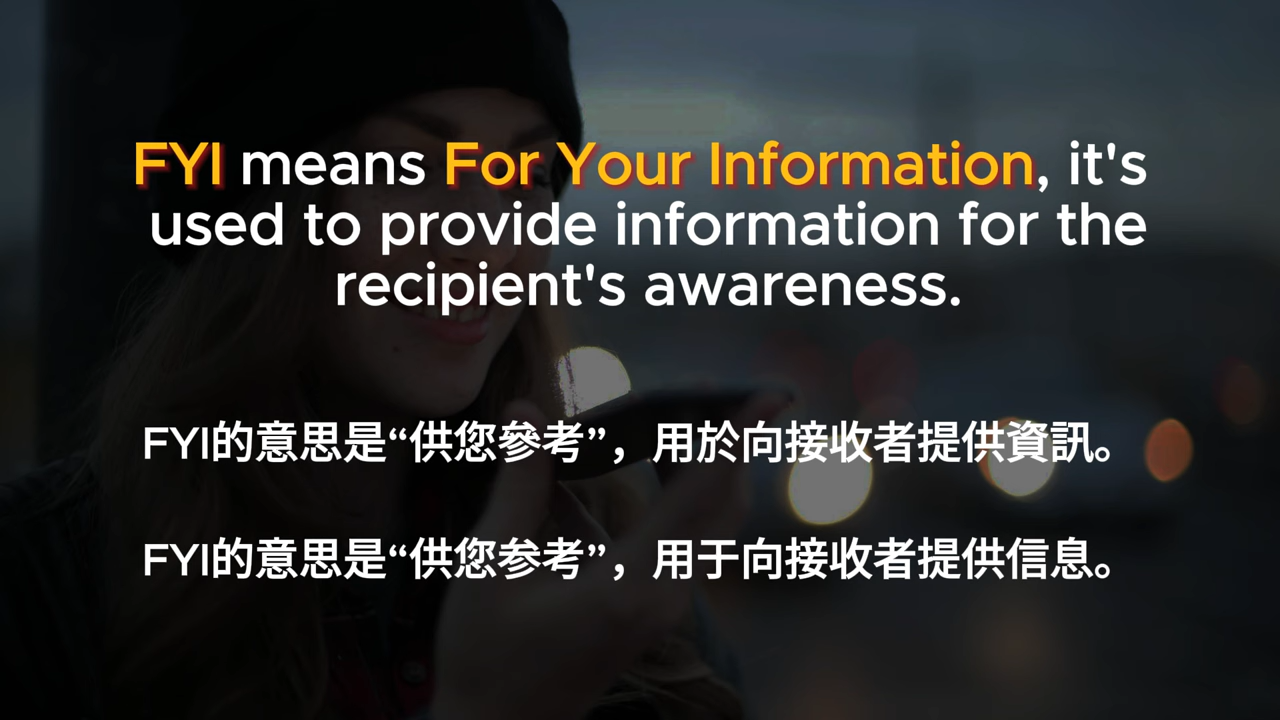 FYI means For Your Information, it's
used to provide information for the
recipient's awareness.
FYI的意思是“供您參考”，用於向接收者提供資訊。
FYI的意思是“供您参考”，用于向接收者提供信息。